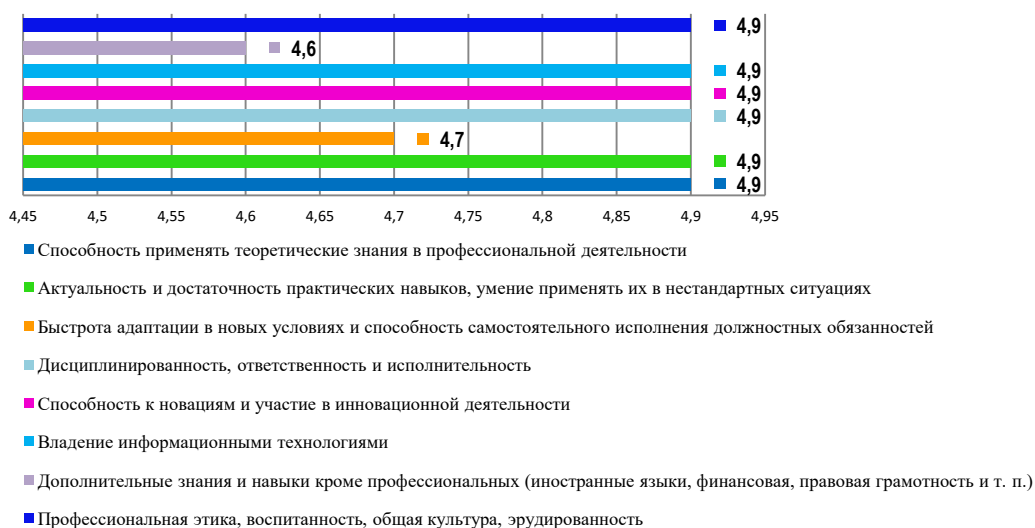 4,9
4,6
4,9
4,9
4,9
4,7
4,9
4,9
4,45 4,5 4,55 4,6 4,65 4,7 4,75 4,8 4,85 4,9 4,95
Способность применять теоретические знания в профессиональной деятельности
Актуальность и достаточность практических навыков, умение применять их в нестандартных ситуациях
Быстрота адаптации в новых условиях и способность самостоятельного исполнения должностных обязанностей
Дисциплинированность, ответственность и исполнительность
Способность к новациям и участие в инновационной деятельности
Владение информационными технологиями
Дополнительные знания и навыки кроме профессиональных (иностранные языки, финансовая, правовая грамотность и т. п.)
Профессиональная этика, воспитанность, общая культура, эрудированность